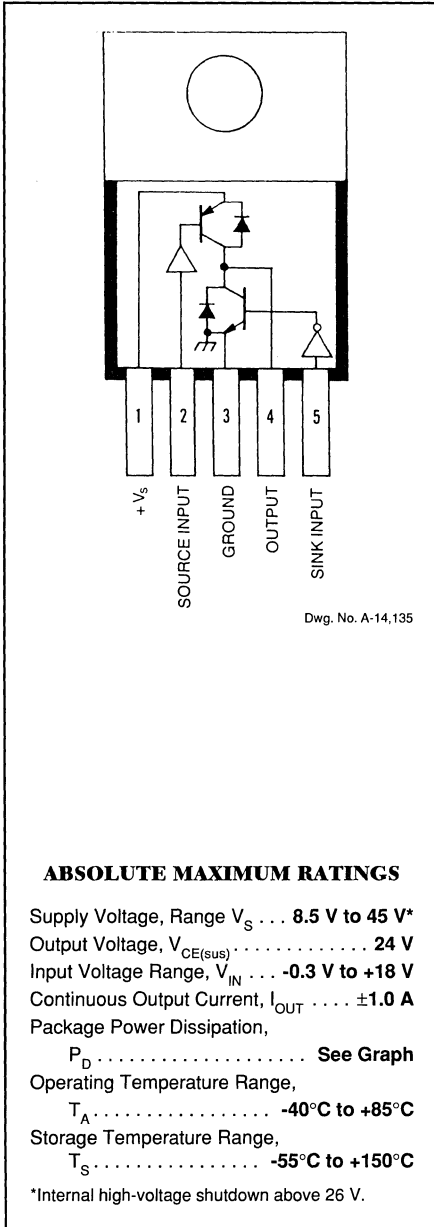 1 2 3 4 5
+ Vs
SOURCE INPUT
GROUND
OUTPUT
SINK INPUT
Dwg. No. A-14,135
ABSOLUTE MAXIMUM RATINGS
Supply Voltage, Range VS . . . 8.5 V to 45 V*
Output Voltage, VCE(sus) . . . . . . . . . . . . . 24 V
Input Voltage Range, VIN . . . -0.3 V to +18 V
Continuous Output Current, IOUT . . . . ±1.0 A
Package Power Dissipation,
PD . . . . . . . . . . . . . . . . . . . . . See Graph
Operating Temperature Range,
TA . . . . . . . . . . . . . . . . . -40°C to +85°C
Storage Temperature Range,
TS . . . . . . . . . . . . . . . . -55°C to +150°C
*Internal high-voltage shutdown above 26 V.